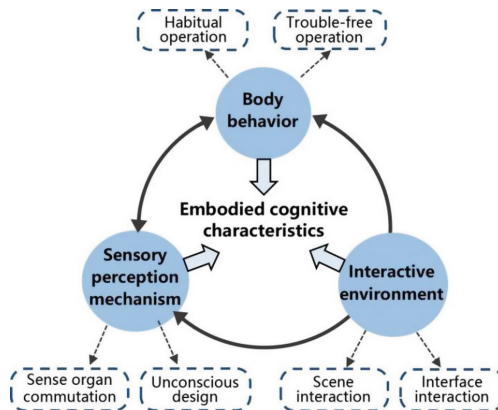 Habitual
operation
Trouble-free
operation
Body
behavior
Embodied cognitive
characteristics
Sensory
perception
mechanism
Interactive
environment
Sense organ
commutation
Unconscious
design
Scene
interaction
Interface
interaction